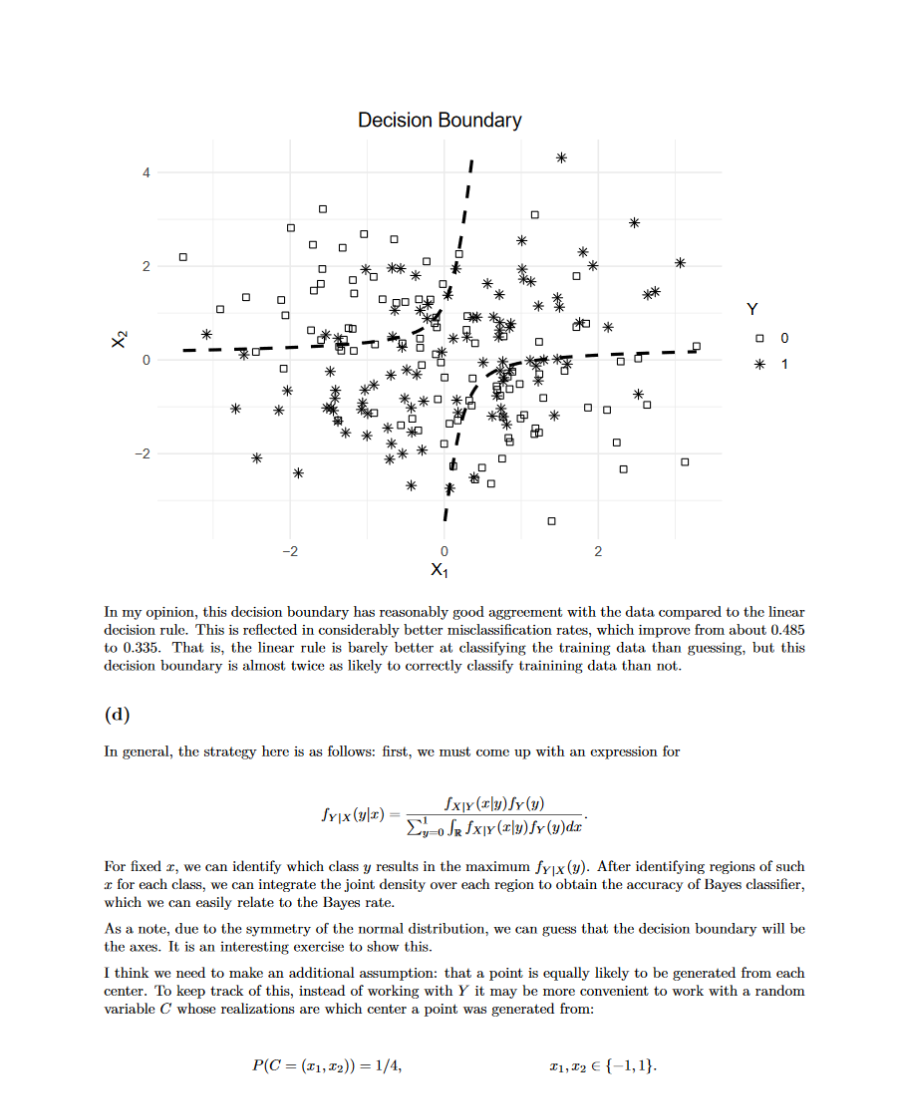 Decision Boundary
4
2
0
−2
X2
−2
0
2
X1
Y
0
1
In my opinion, this decision boundary has reasonably good aggreement with the data compared to the linear
decision rule. This is reflected in considerably better misclassification rates, which improve from about 0.485
to 0.335. That is, the linear rule is barely better at classifying the training data than guessing, but this
decision boundary is almost twice as likely to correctly classify trainining data than not.
(d)
In general, the strategy here is as follows: first, we must come up with an expression for
f_{Y|X}(y|x) = \frac{f_{X|Y}(x|y)f_Y(y)}{\sum_{y=0}^{1} \int_ℝ f_{X|Y}(x|y)f_Y(y)dx}.
For fixed x, we can identify which class y results in the maximum f_{Y|X}(y). After identifying regions of such
x for each class, we can integrate the joint density over each region to obtain the accuracy of Bayes classifier,
which we can easily relate to the Bayes rate.
As a note, due to the symmetry of the normal distribution, we can guess that the decision boundary will be
the axes. It is an interesting exercise to show this.
I think we need to make an additional assumption: that a point is equally likely to be generated from each
center. To keep track of this, instead of working with Y it may be more convenient to work with a random
variable C whose realizations are which center a point was generated from:
P(C = (x₁, x₂)) = 1/4, x₁, x₂ ∈ {−1, 1}.